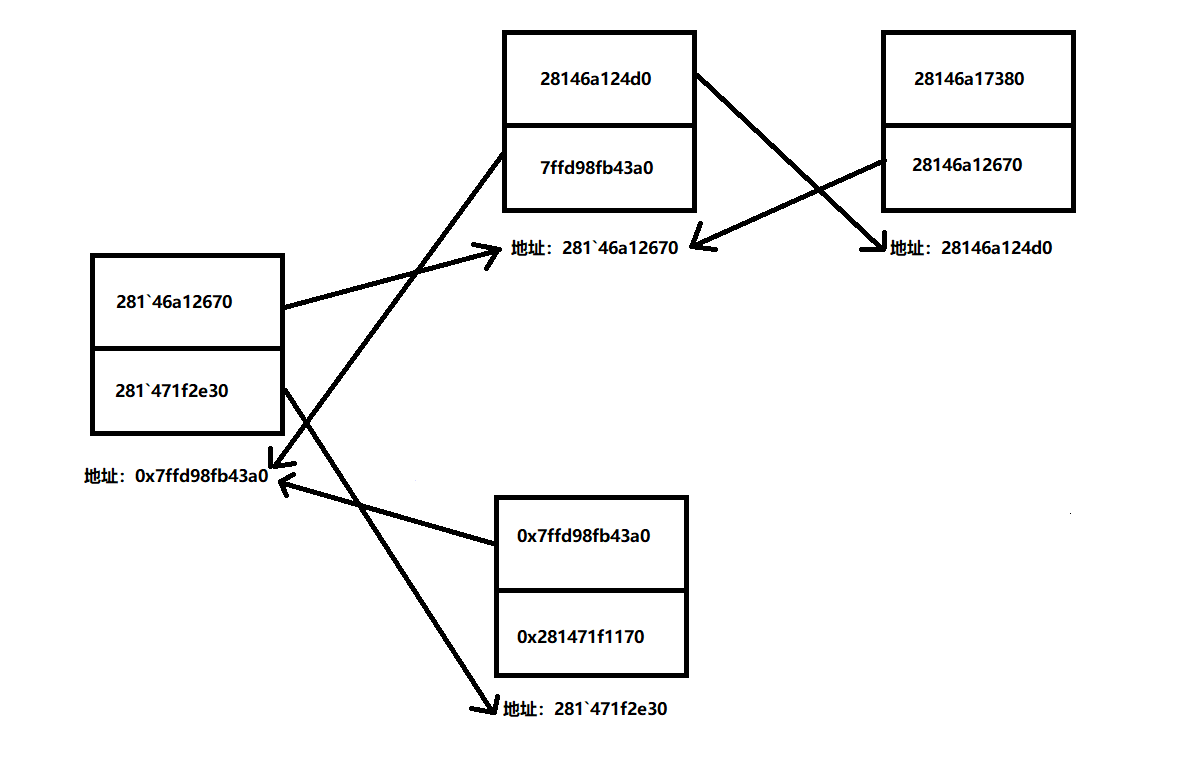 28146a124d0
7ffd98fb43a0
地址：281`46a12670
28146a17380
28146a12670
地址：28146a124d0
281`46a12670
281`471f2e30
地址：0x7ffd98fb43a0
0x7ffd98fb43a0
0x281471f1170
地址：281`471f2e30